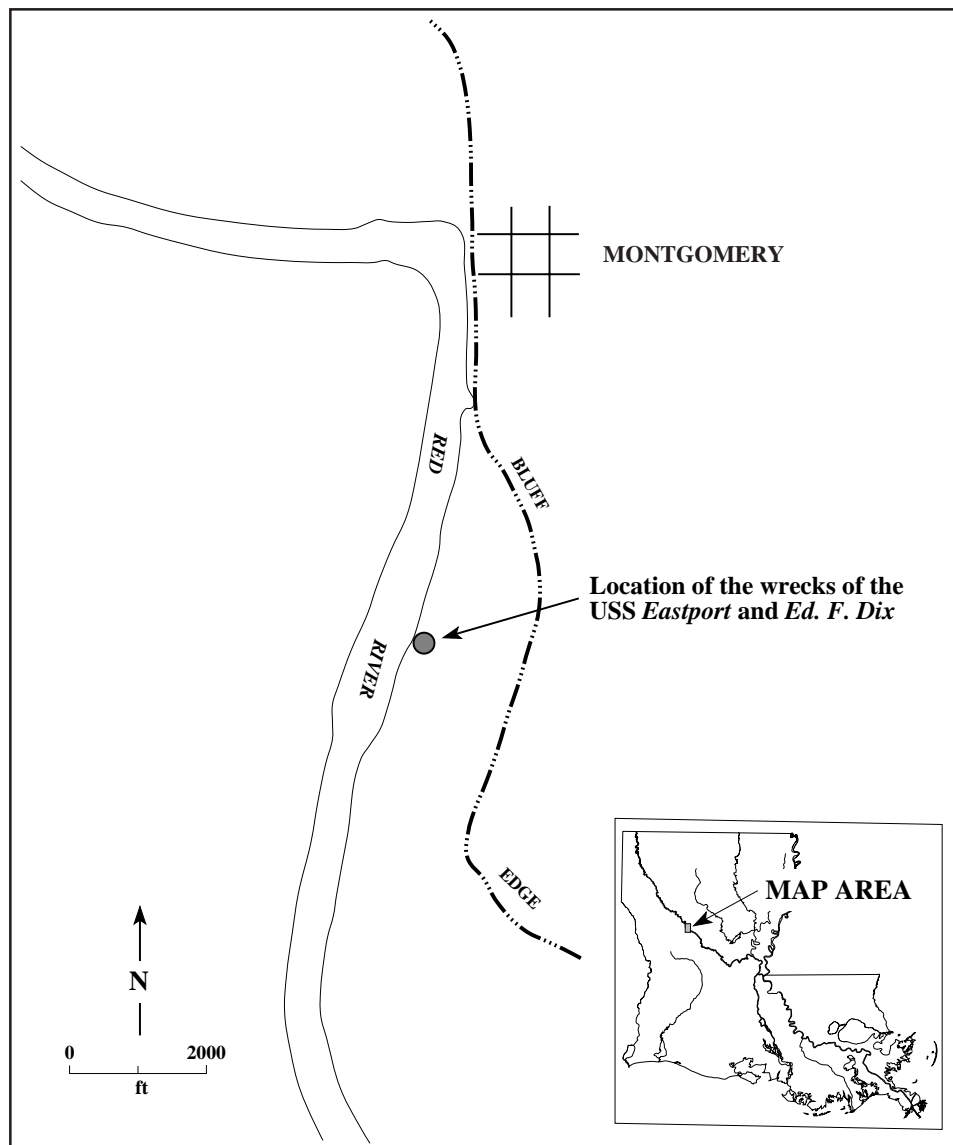 MONTGOMERY
RED
BLUFF
Location of the wrecks of the
USS Eastport and Ed. F. Dix
RIVER
EDGE
MAP AREA
N
0 2000
ft